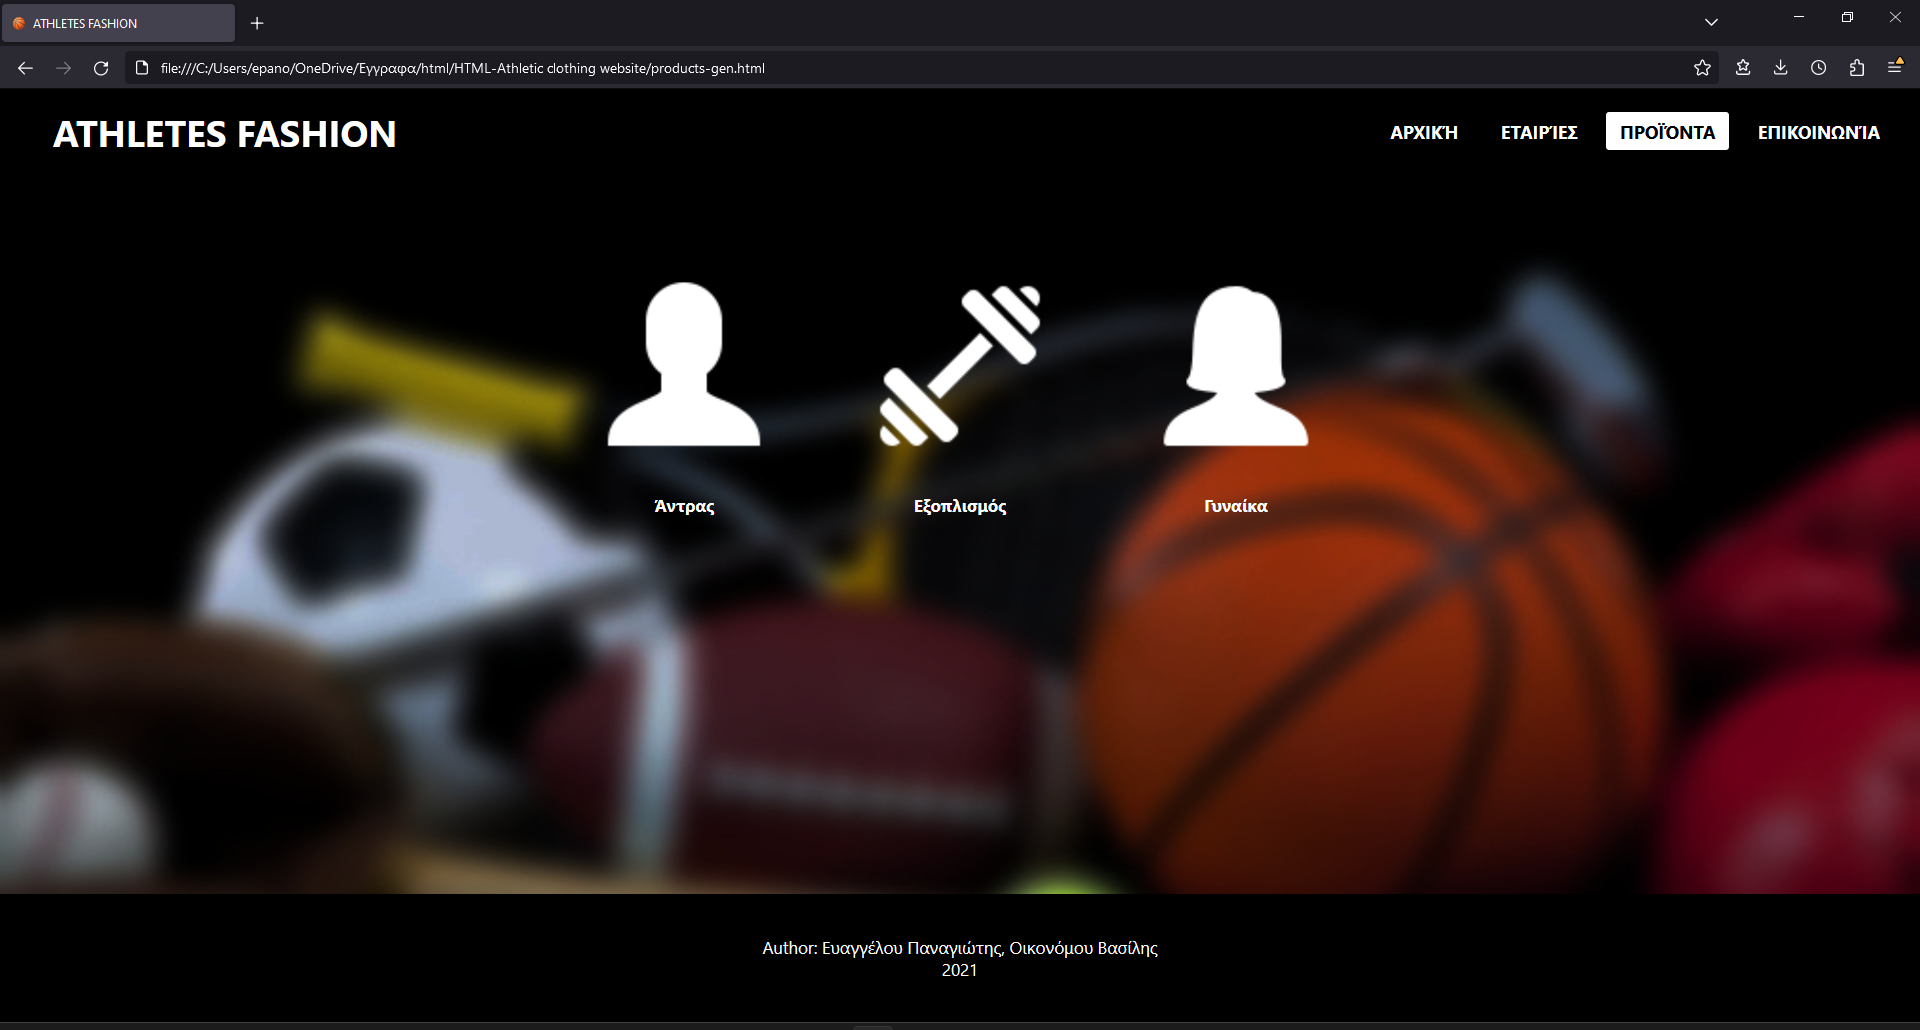 ATHLETES FASHION
file:///C:/Users/epano/OneDrive/Εγγραφα/html/HTML-Athletic clothing website/products-gen.html
ATHLETES FASHION
ΑΡΧΙΚΉ ΕΤΑΙΡΊΕΣ ΠΡΟΪΌΝΤΑ ΕΠΙΚΟΙΝΩΝΊΑ
Άντρας Εξοπλισμός Γυναίκα
Author: Ευαγγέλου Παναγιώτης, Οικονόμου Βασίλης
2021